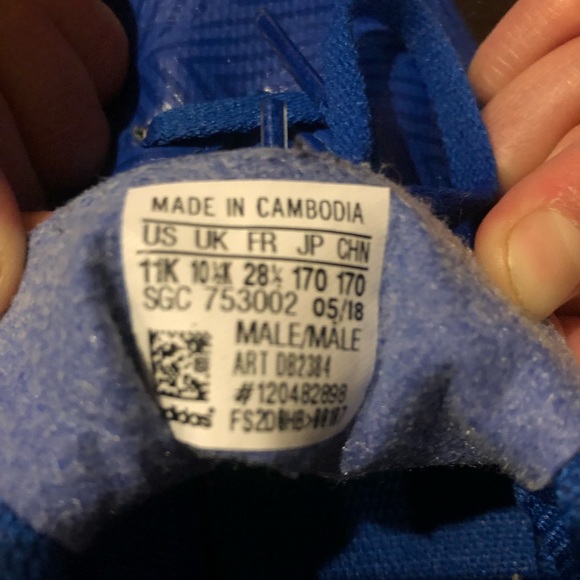 MADE IN CAMBODIA
US UK FR JP CHN
11K 10½K 28½ 170 170
SGC 753002 05/18
MALE/MÂLE
ART DB2384
#120482898
adidas®